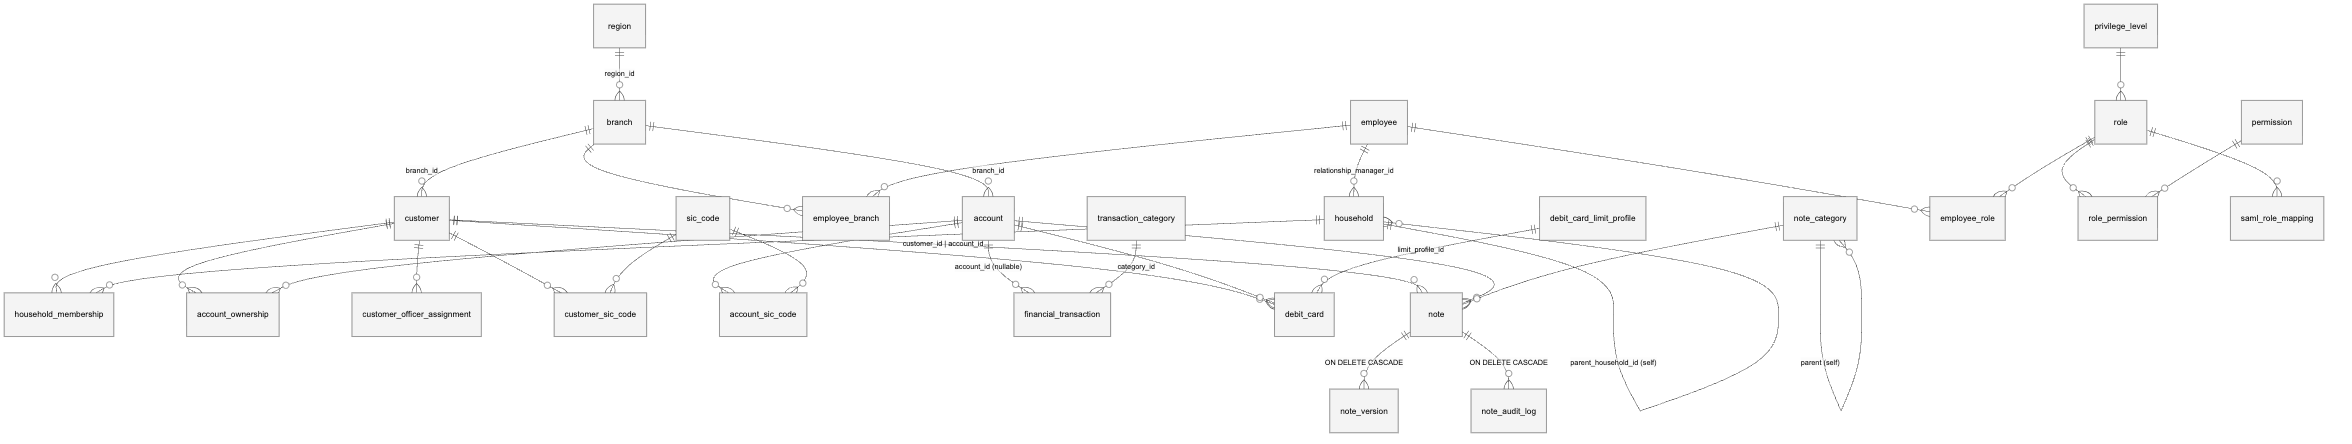 region
privilege_level
region_id
branch
employee
role
permission
branch_id
branch_id
relationship_manager_id
customer
sic_code
employee_branch
account
transaction_category
household
debit_card_limit_profile
note_category
employee_role
role_permission
saml_role_mapping
customer_id | account_id
limit_profile_id
account_id (nullable)
category_id
household_membership
account_ownership
customer_officer_assignment
customer_sic_code
account_sic_code
financial_transaction
debit_card
note
ON DELETE CASCADE
ON DELETE CASCADE
parent_household_id (self)
parent (self)
note_version
note_audit_log